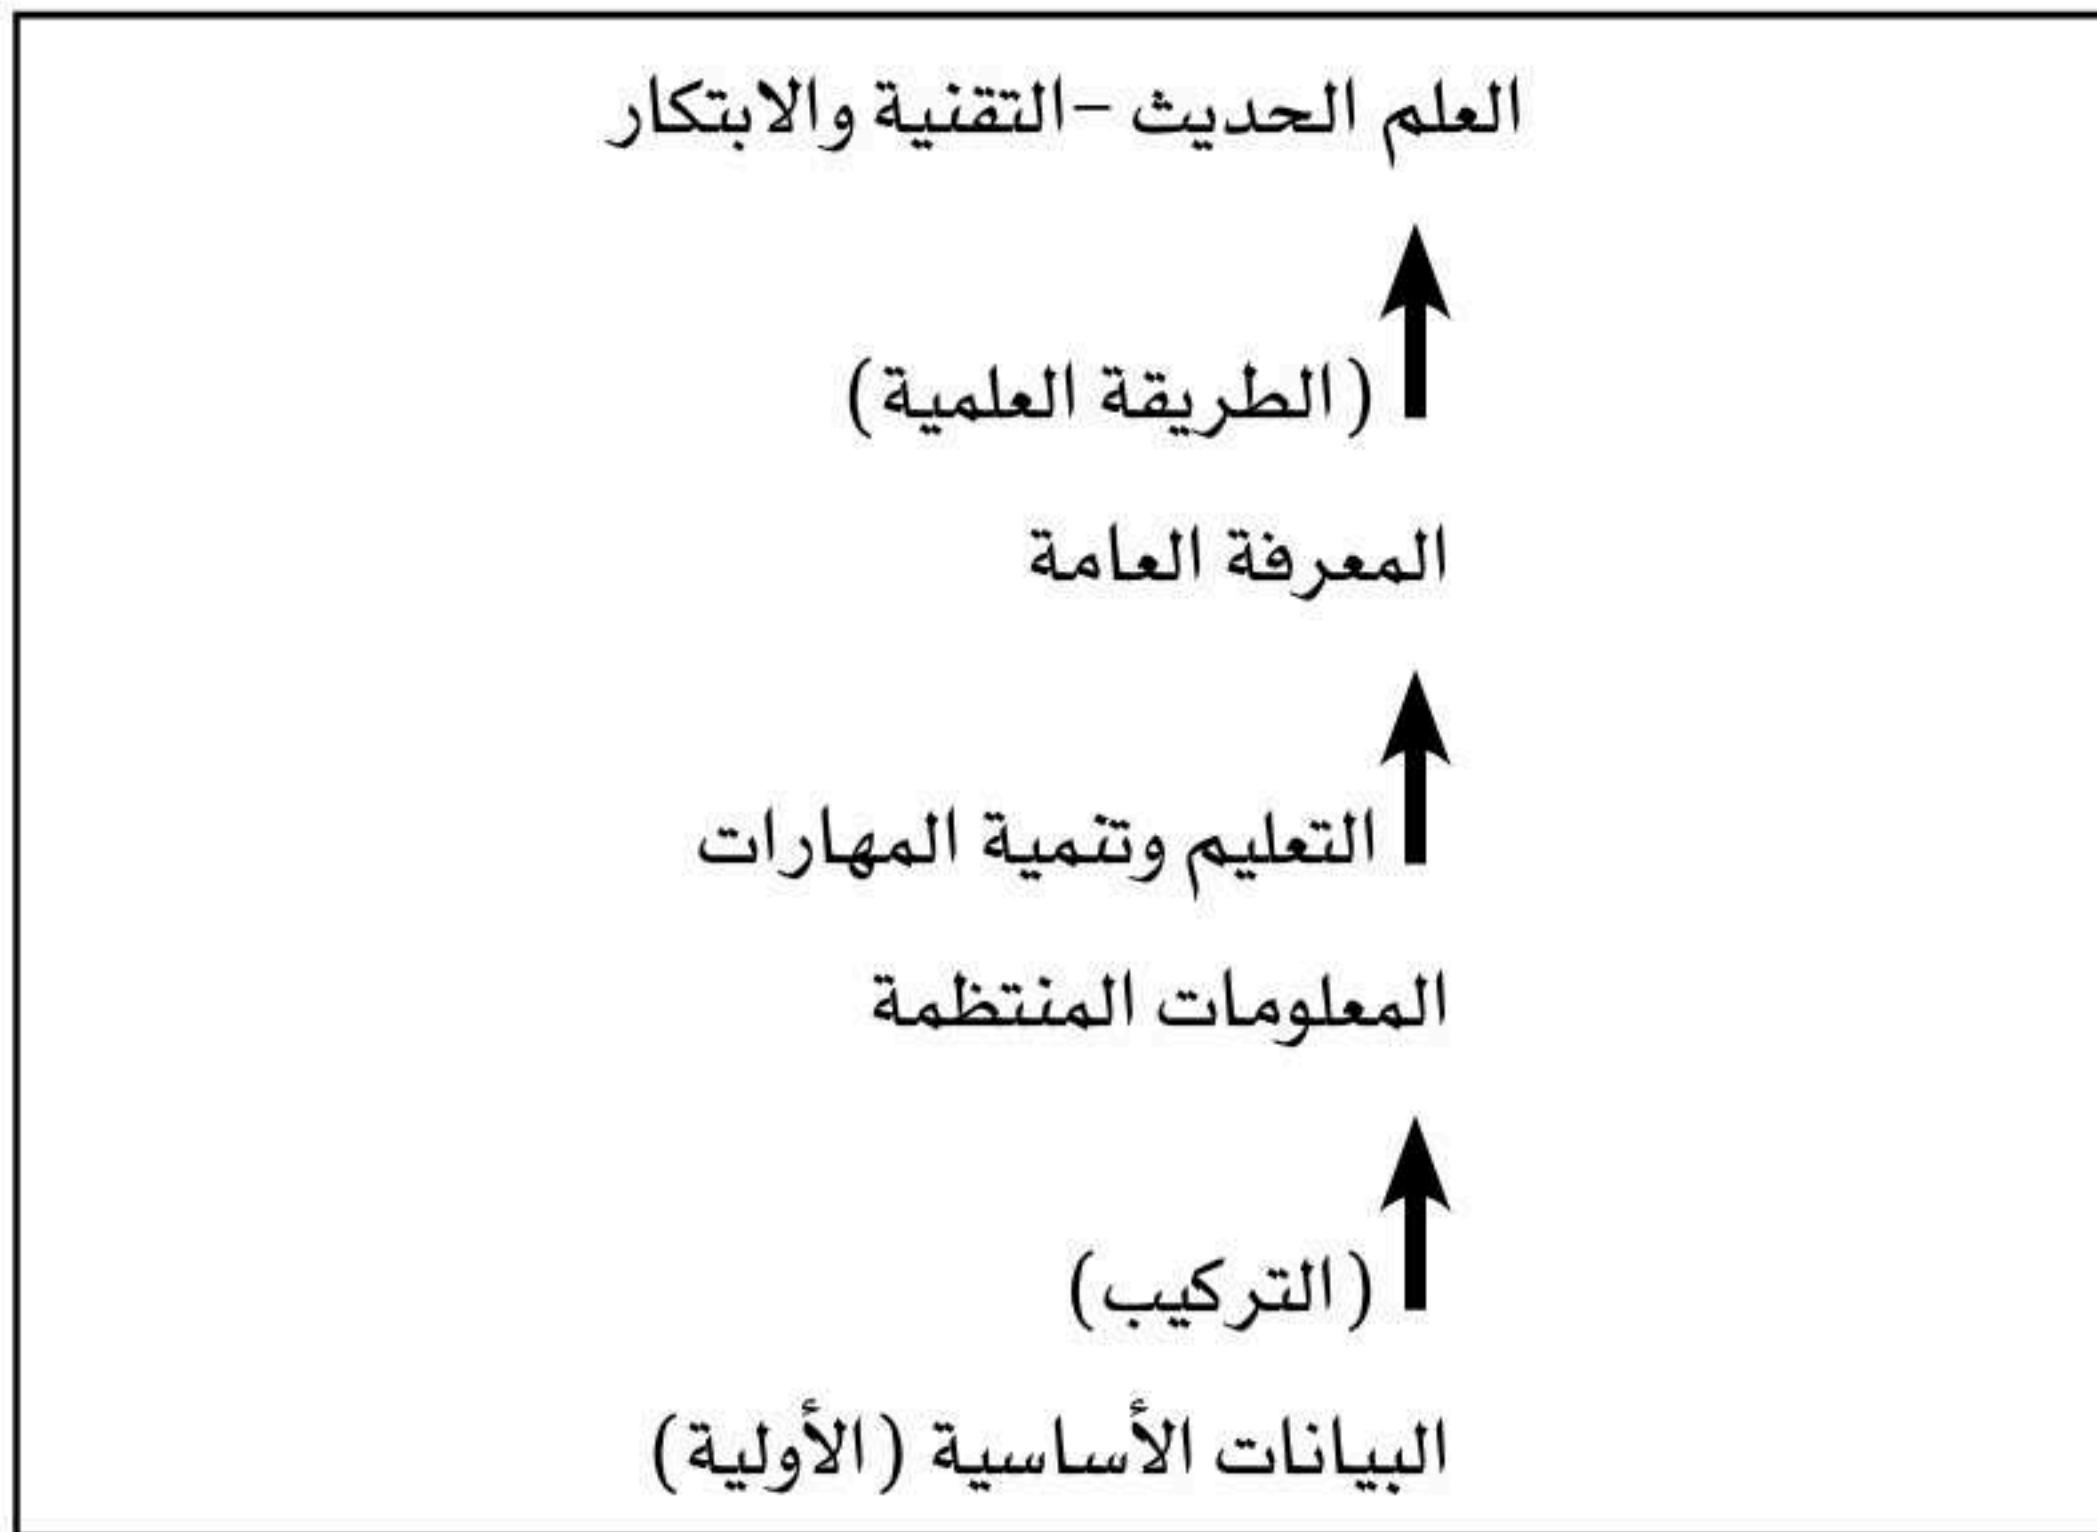 العلم الحديث -التقنية والابتكار
(الطريقة العلمية)
المعرفة العامة
التعليم وتنمية المهارات
المعلومات المنتظمة
(التركيب)
البيانات الأساسية (الأولية)